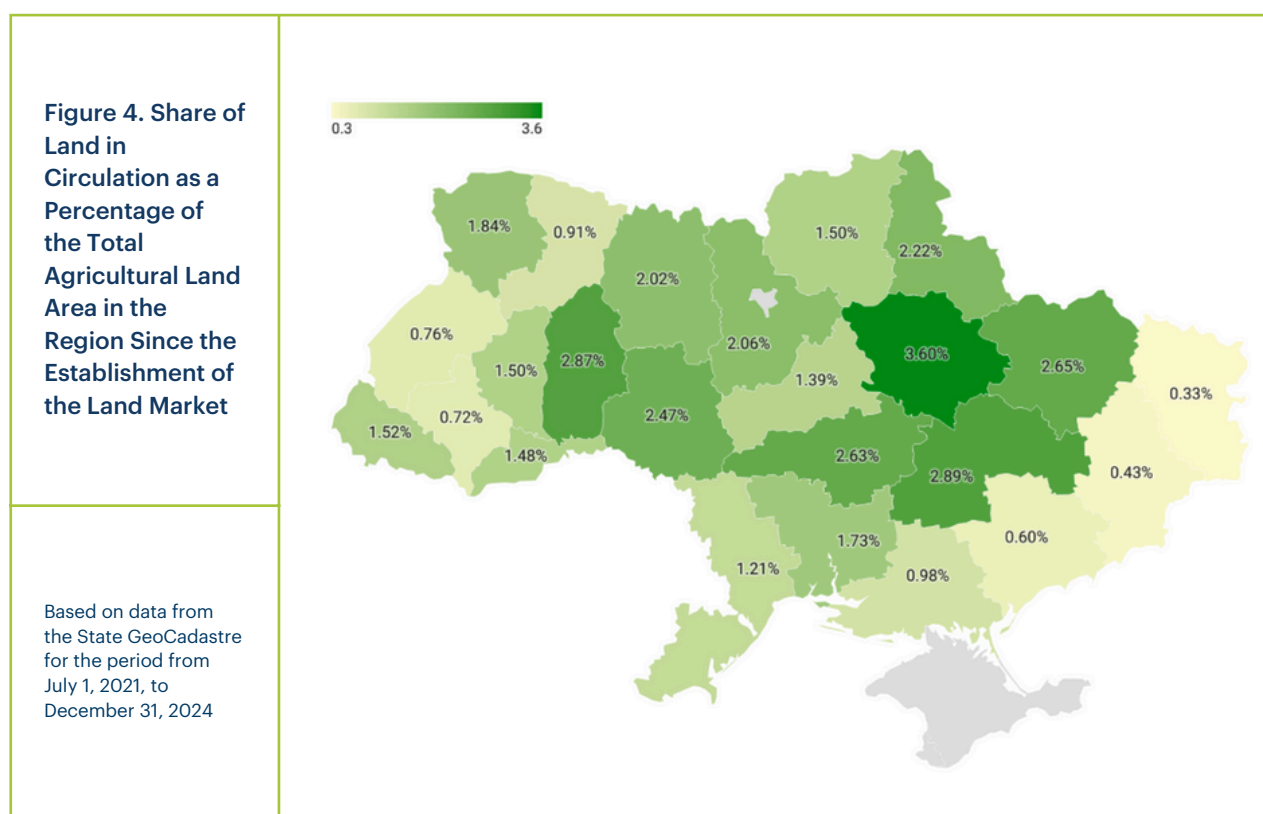 Figure 4. Share of
Land in
Circulation as a
Percentage of
the Total
Agricultural Land
Area in the
Region Since the
Establishment of
the Land Market
Based on data from
the State GeoCadastre
for the period from
July 1, 2021, to
December 31, 2024
0.3 3.6
1.84%
0.91%
1.50%
2.22%
2.02%
0.76%
2.06%
3.60%
2.65%
1.50%
2.87%
1.39%
0.33%
1.52%
0.72%
2.47%
1.48%
2.63%
2.89%
0.43%
1.73%
0.60%
1.21%
0.98%